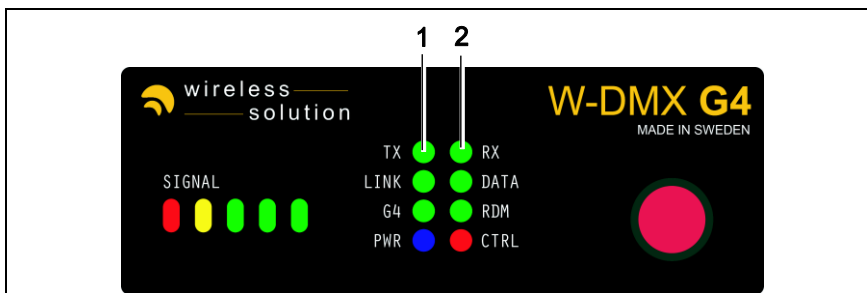 1 2
wireless
solution
W-DMX G4
MADE IN SWEDEN
TX RX
SIGNAL
LINK DATA
G4 RDM
PWR CTRL